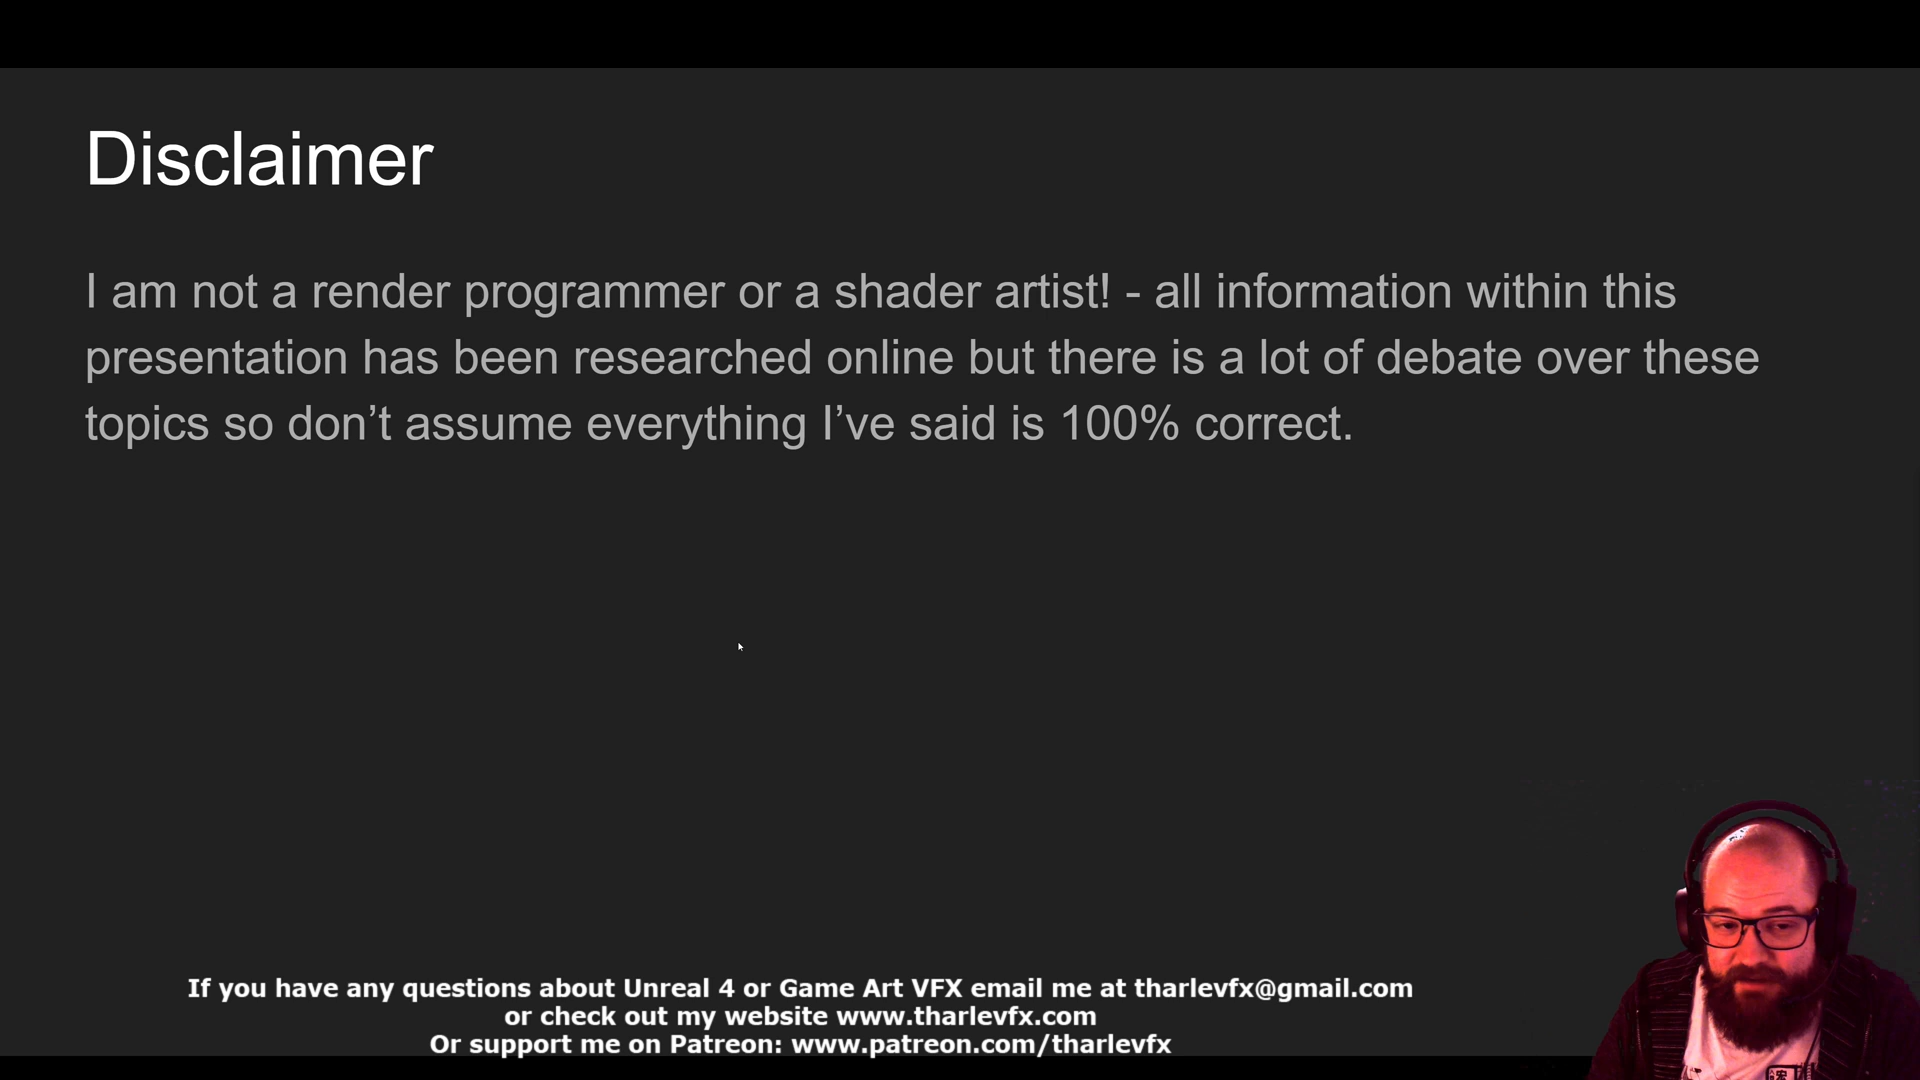 Disclaimer
I am not a render programmer or a shader artist! - all information within this
presentation has been researched online but there is a lot of debate over these
topics so don’t assume everything I’ve said is 100% correct.
If you have any questions about Unreal 4 or Game Art VFX email me at tharlevfx@gmail.com
or check out my website www.tharlevfx.com
Or support me on Patreon: www.patreon.com/tharlevfx